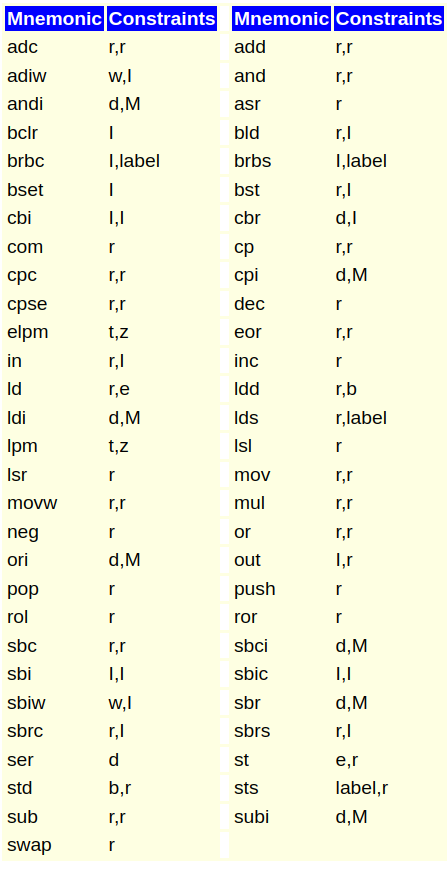 Mnemonic Constraints Mnemonic Constraints
adc r,r add r,r
adiw w,I and r,r
andi d,M asr r
bclr I bld r,I
brbc I,label brbs I,label
bset I bst r,I
cbi I,I cbr d,I
com r cp r,r
cpc r,r cpi d,M
cpse r,r dec r
elpm t,z eor r,r
in r,I inc r
ld r,e ldd r,b
ldi d,M lds r,label
lpm t,z lsl r
lsr r mov r,r
movw r,r mul r,r
neg r or r,r
ori d,M out I,r
pop r push r
rol r ror r
sbc r,r sbci d,M
sbi I,I sbic I,I
sbiw w,I sbr d,M
sbrc r,I sbrs r,I
ser d st e,r
std b,r sts label,r
sub r,r subi d,M
swap r